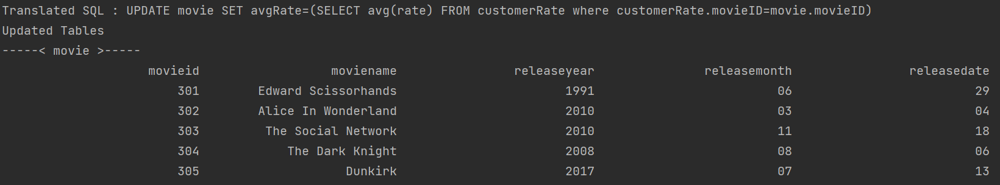 Translated SQL : UPDATE movie SET avgRate=(SELECT avg(rate) FROM customerRate where customerRate.movieID=movie.movieID)
Updated Tables
-----< movie >-----
movieid moviename releaseyear releasemonth releasedate
301 Edward Scissorhands 1991 06 29
302 Alice In Wonderland 2010 03 04
303 The Social Network 2010 11 18
304 The Dark Knight 2008 08 06
305 Dunkirk 2017 07 13